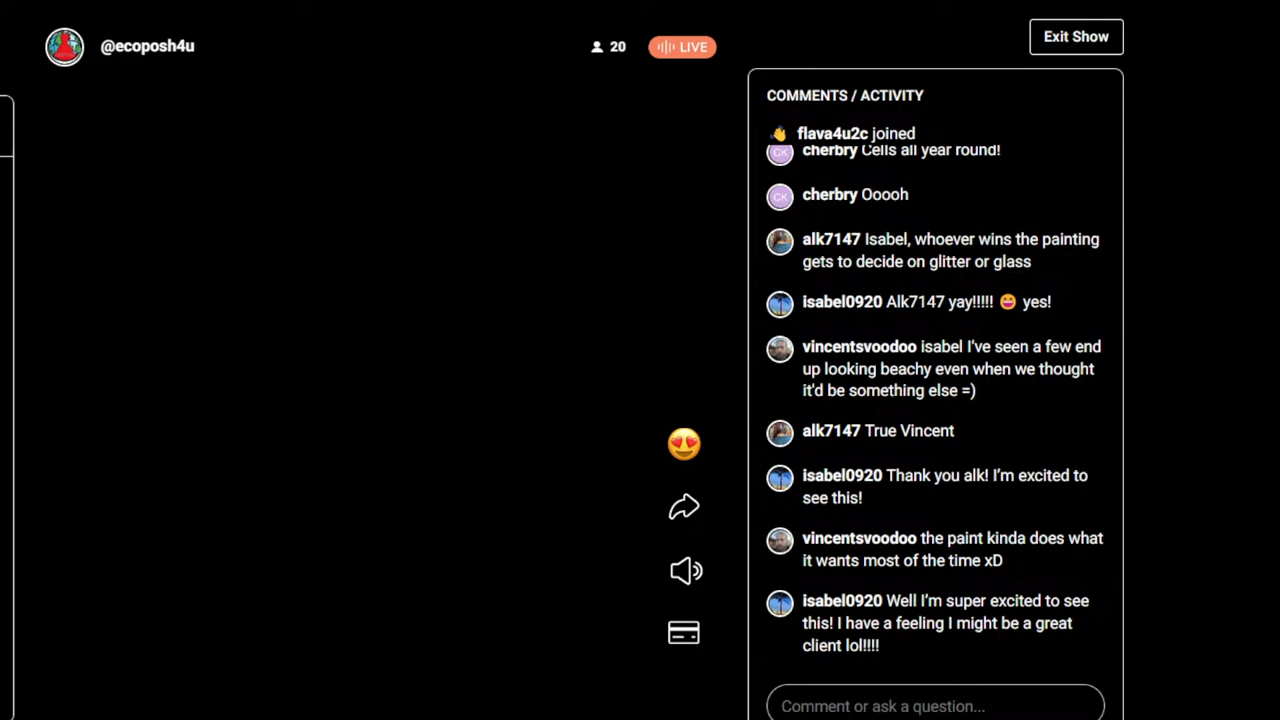 @ecoposh4u
20
LIVE
Exit Show
COMMENTS / ACTIVITY
flava4u2c joined
CK cherbry Cells all year round!
CK cherbry Ooooh
alk7147 Isabel, whoever wins the painting
gets to decide on glitter or glass
isabel0920 Alk7147 yay!!!!! 😆 yes!
vincentsvoodoo isabel I've seen a few end
up looking beachy even when we thought
it'd be something else =)
alk7147 True Vincent
isabel0920 Thank you alk! I'm excited to
see this!
vincentsvoodoo the paint kinda does what
it wants most of the time xD
isabel0920 Well I'm super excited to see
this! I have a feeling I might be a great
client lol!!!!
Comment or ask a question...